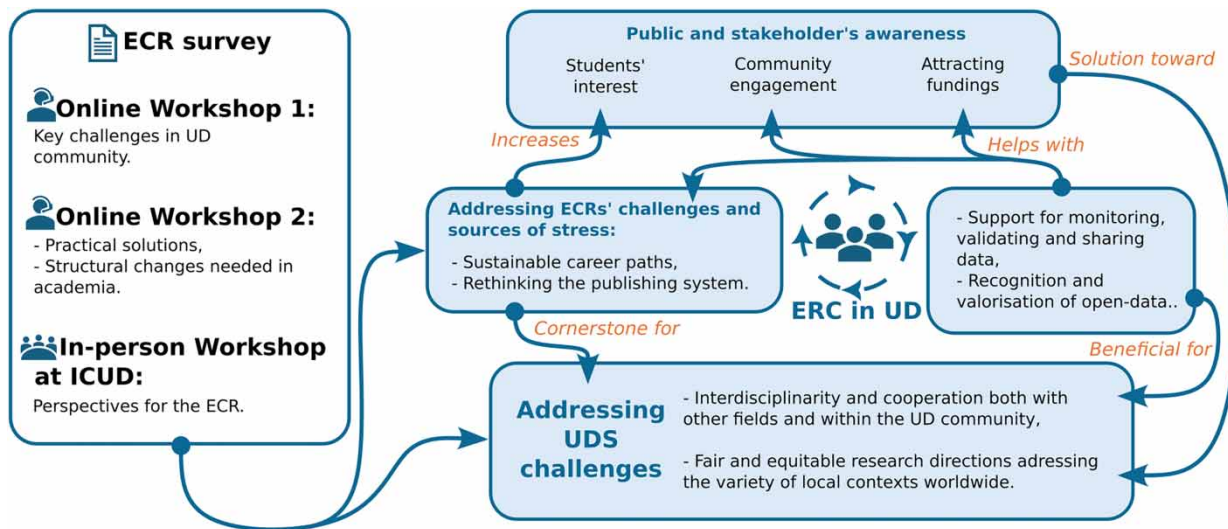 ECR survey
Online Workshop 1:
Key challenges in UD
community.
Online Workshop 2:
- Practical solutions,
- Structural changes needed in
academia.
In-person Workshop
at ICUD:
Perspectives for the ECR.
Public and stakeholder's awareness
Students'
interest
Community
engagement
Attracting
fundings
Solution toward
Increases
Helps with
Addressing ECRs' challenges and
sources of stress:
- Sustainable career paths,
- Rethinking the publishing system.
ERC in UD
- Support for monitoring,
validating and sharing
data,
- Recognition and
valorisation of open-data..
Cornerstone for
Beneficial for
Addressing
UDS
challenges
- Interdisciplinarity and cooperation both with
other fields and within the UD community,
- Fair and equitable research directions adressing
the variety of local contexts worldwide.